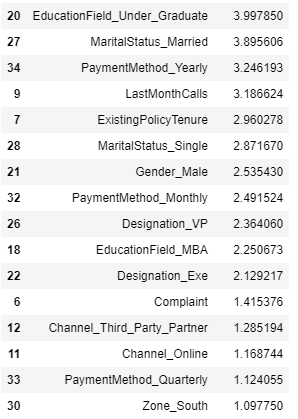 20 EducationField_Under_Graduate 3.997850
27 MaritalStatus_Married 3.895606
34 PaymentMethod_Yearly 3.246193
9 LastMonthCalls 3.186624
7 ExistingPolicyTenure 2.960278
28 MaritalStatus_Single 2.871670
21 Gender_Male 2.535430
32 PaymentMethod_Monthly 2.491524
26 Designation_VP 2.364060
18 EducationField_MBA 2.250673
22 Designation_Exe 2.129217
6 Complaint 1.415376
12 Channel_Third_Party_Partner 1.285194
11 Channel_Online 1.168744
33 PaymentMethod_Quarterly 1.124055
30 Zone_South 1.097750